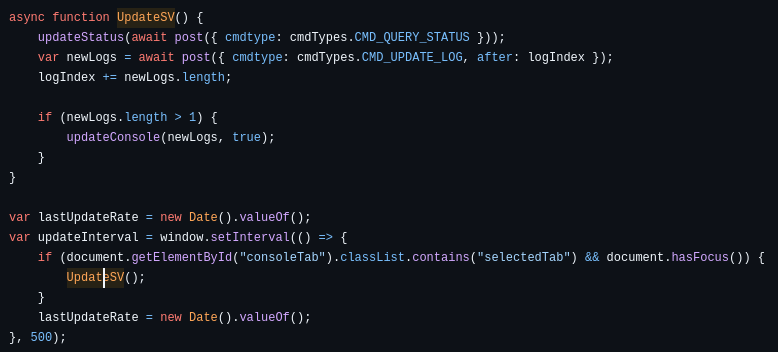 async function UpdateSV() {
    updateStatus(await post({ cmdtype: cmdTypes.CMD_QUERY_STATUS }));
    var newLogs = await post({ cmdtype: cmdTypes.CMD_UPDATE_LOG, after: logIndex });
    logIndex += newLogs.length;

    if (newLogs.length > 1) {
        updateConsole(newLogs, true);
    }
}

var lastUpdateRate = new Date().valueOf();
var updateInterval = window.setInterval(() => {
    if (document.getElementById("consoleTab").classList.contains("selectedTab") && document.hasFocus()) {
        UpdateSV();
    }
    lastUpdateRate = new Date().valueOf();
}, 500);